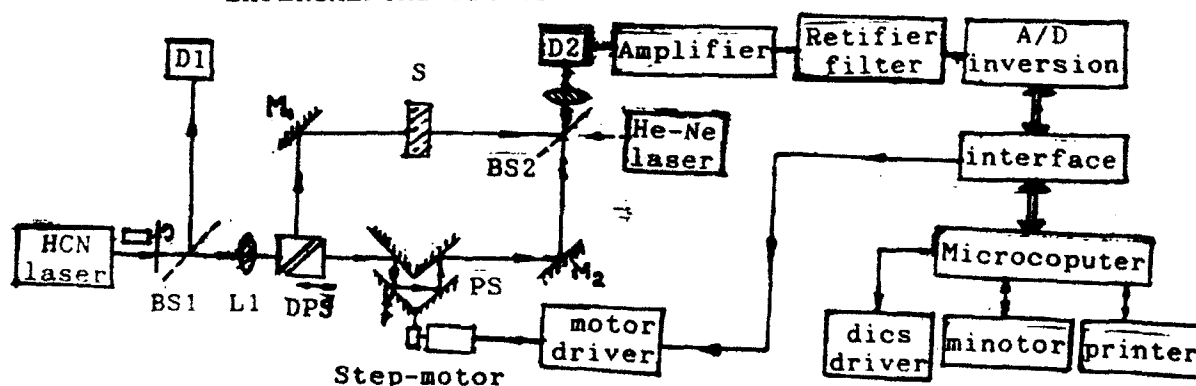 D1
S
M₁
D2
Amplifier
Retifier
filter
A/D
inversion
He-Ne
laser
BS2
interface
HCN
laser
BS1
L1
DPS
PS
M₂
Microcoputer
Step-motor
motor
driver
dics
driver
minotor
printer